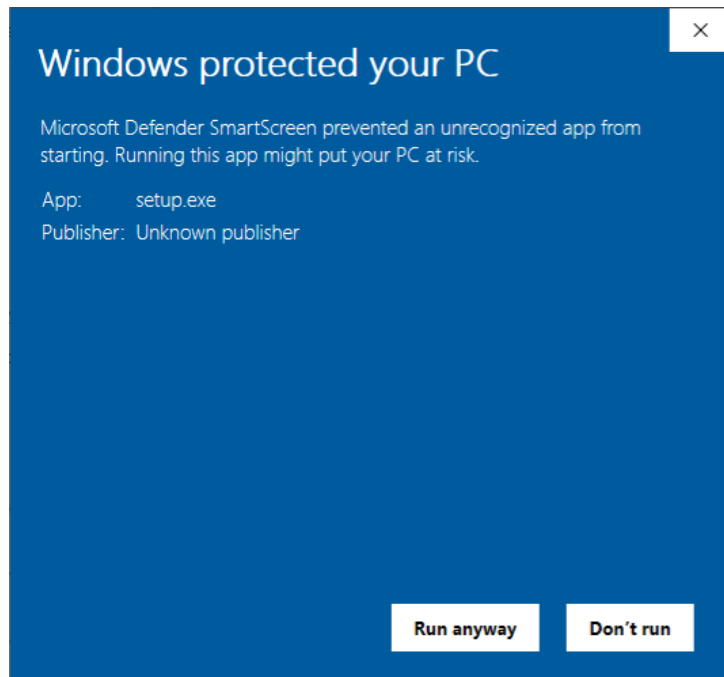 Windows protected your PC
Microsoft Defender SmartScreen prevented an unrecognized app from
starting. Running this app might put your PC at risk.
App: setup.exe
Publisher: Unknown publisher
Run anyway Don’t run